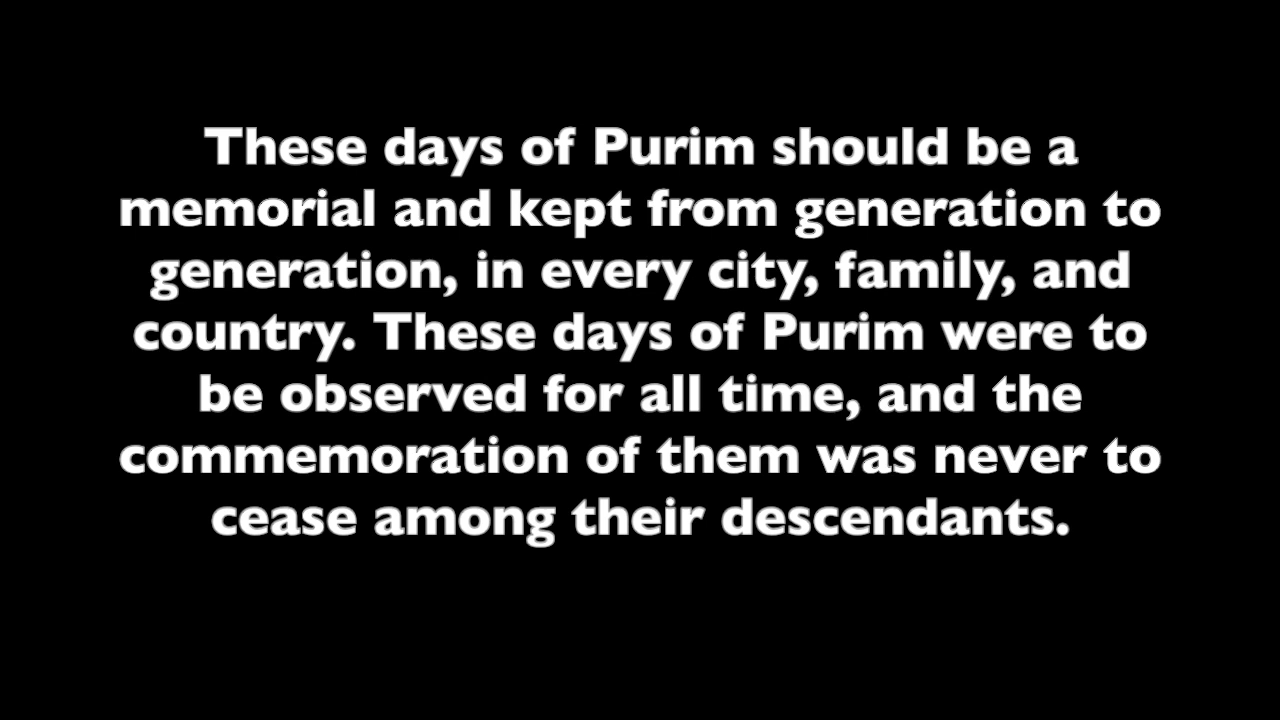 These days of Purim should be a
memorial and kept from generation to
generation, in every city, family, and
country. These days of Purim were to
be observed for all time, and the
commemoration of them was never to
cease among their descendants.